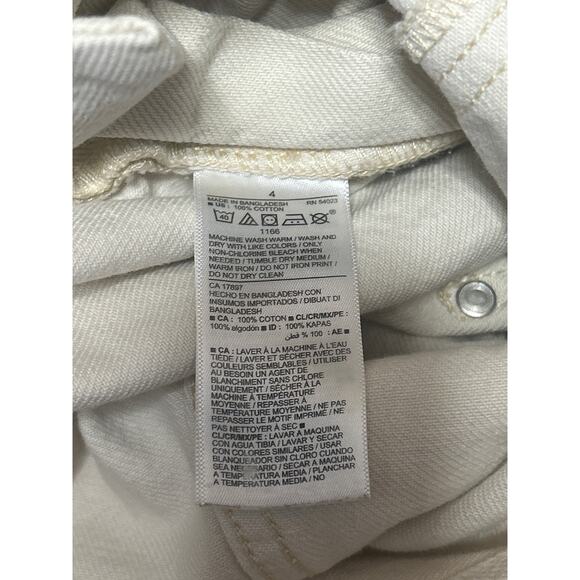 4
MADE IN BANGLADESH RN 54023
■ US : 100% COTTON
40
1166
MACHINE WASH WARM / WASH AND
DRY WITH LIKE COLORS / ONLY
NON-CHLORINE BLEACH WHEN
NEEDED / TUMBLE DRY MEDIUM /
WARM IRON / DO NOT IRON PRINT /
DO NOT DRY CLEAN
CA 17897
HECHO EN BANGLADESH CON
INSUMOS IMPORTADOS / DIBUAT DI
BANGLADESH
■ CA : 100% COTON ■ CL/CR/MX/PE :
100% algodón ■ ID : 100% KAPAS
■ AE : 100 % قطن
■ CA : LAVER À LA MACHINE À L'EAU
TIÈDE / LAVER ET SÉCHER AVEC DES
COULEURS SEMBLABLES / UTILISER
AU BESOIN UN AGENT DE
BLANCHIMENT SANS CHLORE
UNIQUEMENT / SÉCHER À LA
MACHINE À TEMPÉRATURE
MOYENNE / REPASSER À
TEMPÉRATURE MOYENNE / NE PAS
REPASSER LE MOTIF IMPRIMÉ / NE
PAS NETTOYER À SEC ■
CL/CR/MX/PE : LAVAR A MAQUINA
CON AGUA TIBIA / LAVAR Y SECAR
CON COLORES SIMILARES / USAR
BLANQUEADOR SIN CLORO CUANDO
SEA NECESARIO / SECAR A MAQUINA
A TEMPERATURA MEDIA / PLANCHAR
A TEMPERATURA MEDIA / NO